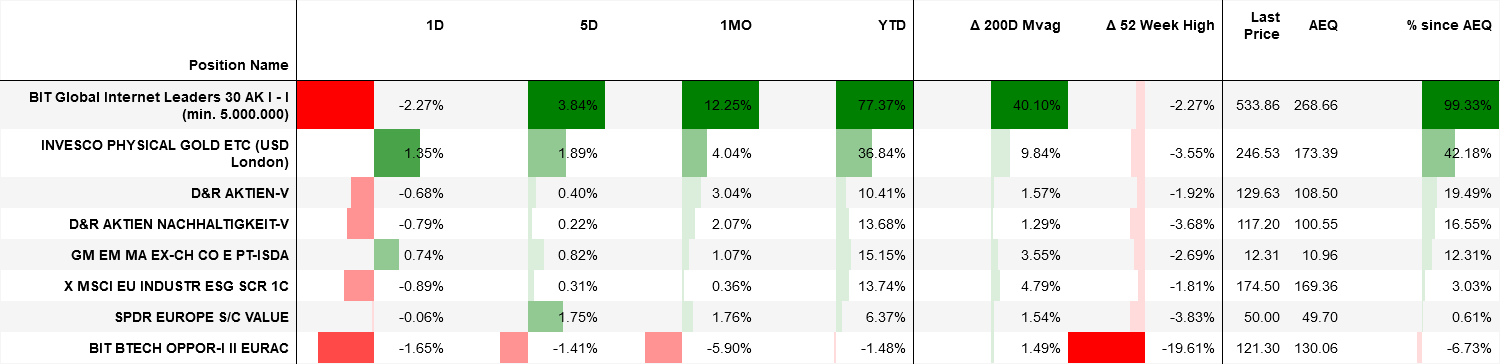 Position Name 1D 5D 1MO YTD Δ 200D Mvag Δ 52 Week High Last Price AEQ % since AEQ
BIT Global Internet Leaders 30 AK I - I
(min. 5.000.000) -2.27% 3.84% 12.25% 77.37% 40.10% -2.27% 533.86 268.66 99.33%
INVESCO PHYSICAL GOLD ETC (USD
London) 1.35% 1.89% 4.04% 36.84% 9.84% -3.55% 246.53 173.39 42.18%
D&R AKTIEN-V -0.68% 0.40% 3.04% 10.41% 1.57% -1.92% 129.63 108.50 19.49%
D&R AKTIEN NACHHALTIGKEIT-V -0.79% 0.22% 2.07% 13.68% 1.29% -3.68% 117.20 100.55 16.55%
GM EM MA EX-CH CO E PT-ISDA 0.74% 0.82% 1.07% 15.15% 3.55% -2.69% 12.31 10.96 12.31%
X MSCI EU INDUSTR ESG SCR 1C -0.89% 0.31% 0.36% 13.74% 4.79% -1.81% 174.50 169.36 3.03%
SPDR EUROPE S/C VALUE -0.06% 1.75% 1.76% 6.37% 1.54% -3.83% 50.00 49.70 0.61%
BIT BTECH OPPOR-I II EURAC -1.65% -1.41% -5.90% -1.48% 1.49% -19.61% 121.30 130.06 -6.73%